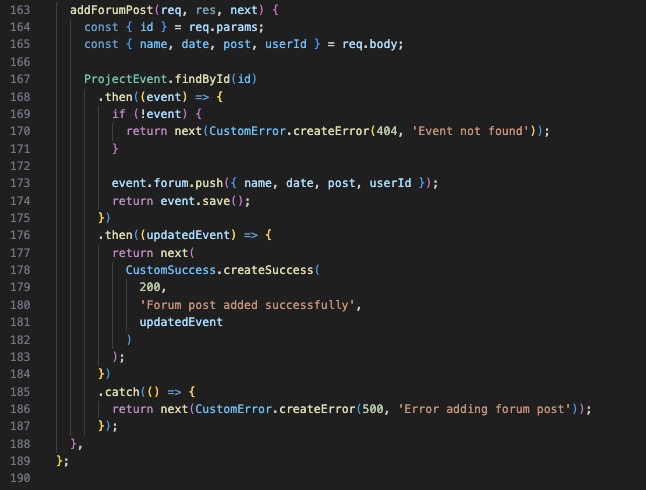 163 addForumPost(req, res, next) {
164 const { id } = req.params;
165 const { name, date, post, userId } = req.body;
166
167 ProjectEvent.findById(id)
168 .then((event) => {
169 if (!event) {
170 return next(CustomError.createError(404, 'Event not found'));
171 }
172
173 event.forum.push({ name, date, post, userId });
174 return event.save();
175 })
176 .then((updatedEvent) => {
177 return next(
178 CustomSuccess.createSuccess(
179 200,
180 'Forum post added successfully',
181 updatedEvent
182 )
183 );
184 })
185 .catch(() => {
186 return next(CustomError.createError(500, 'Error adding forum post'));
187 });
188 },
189 };
190